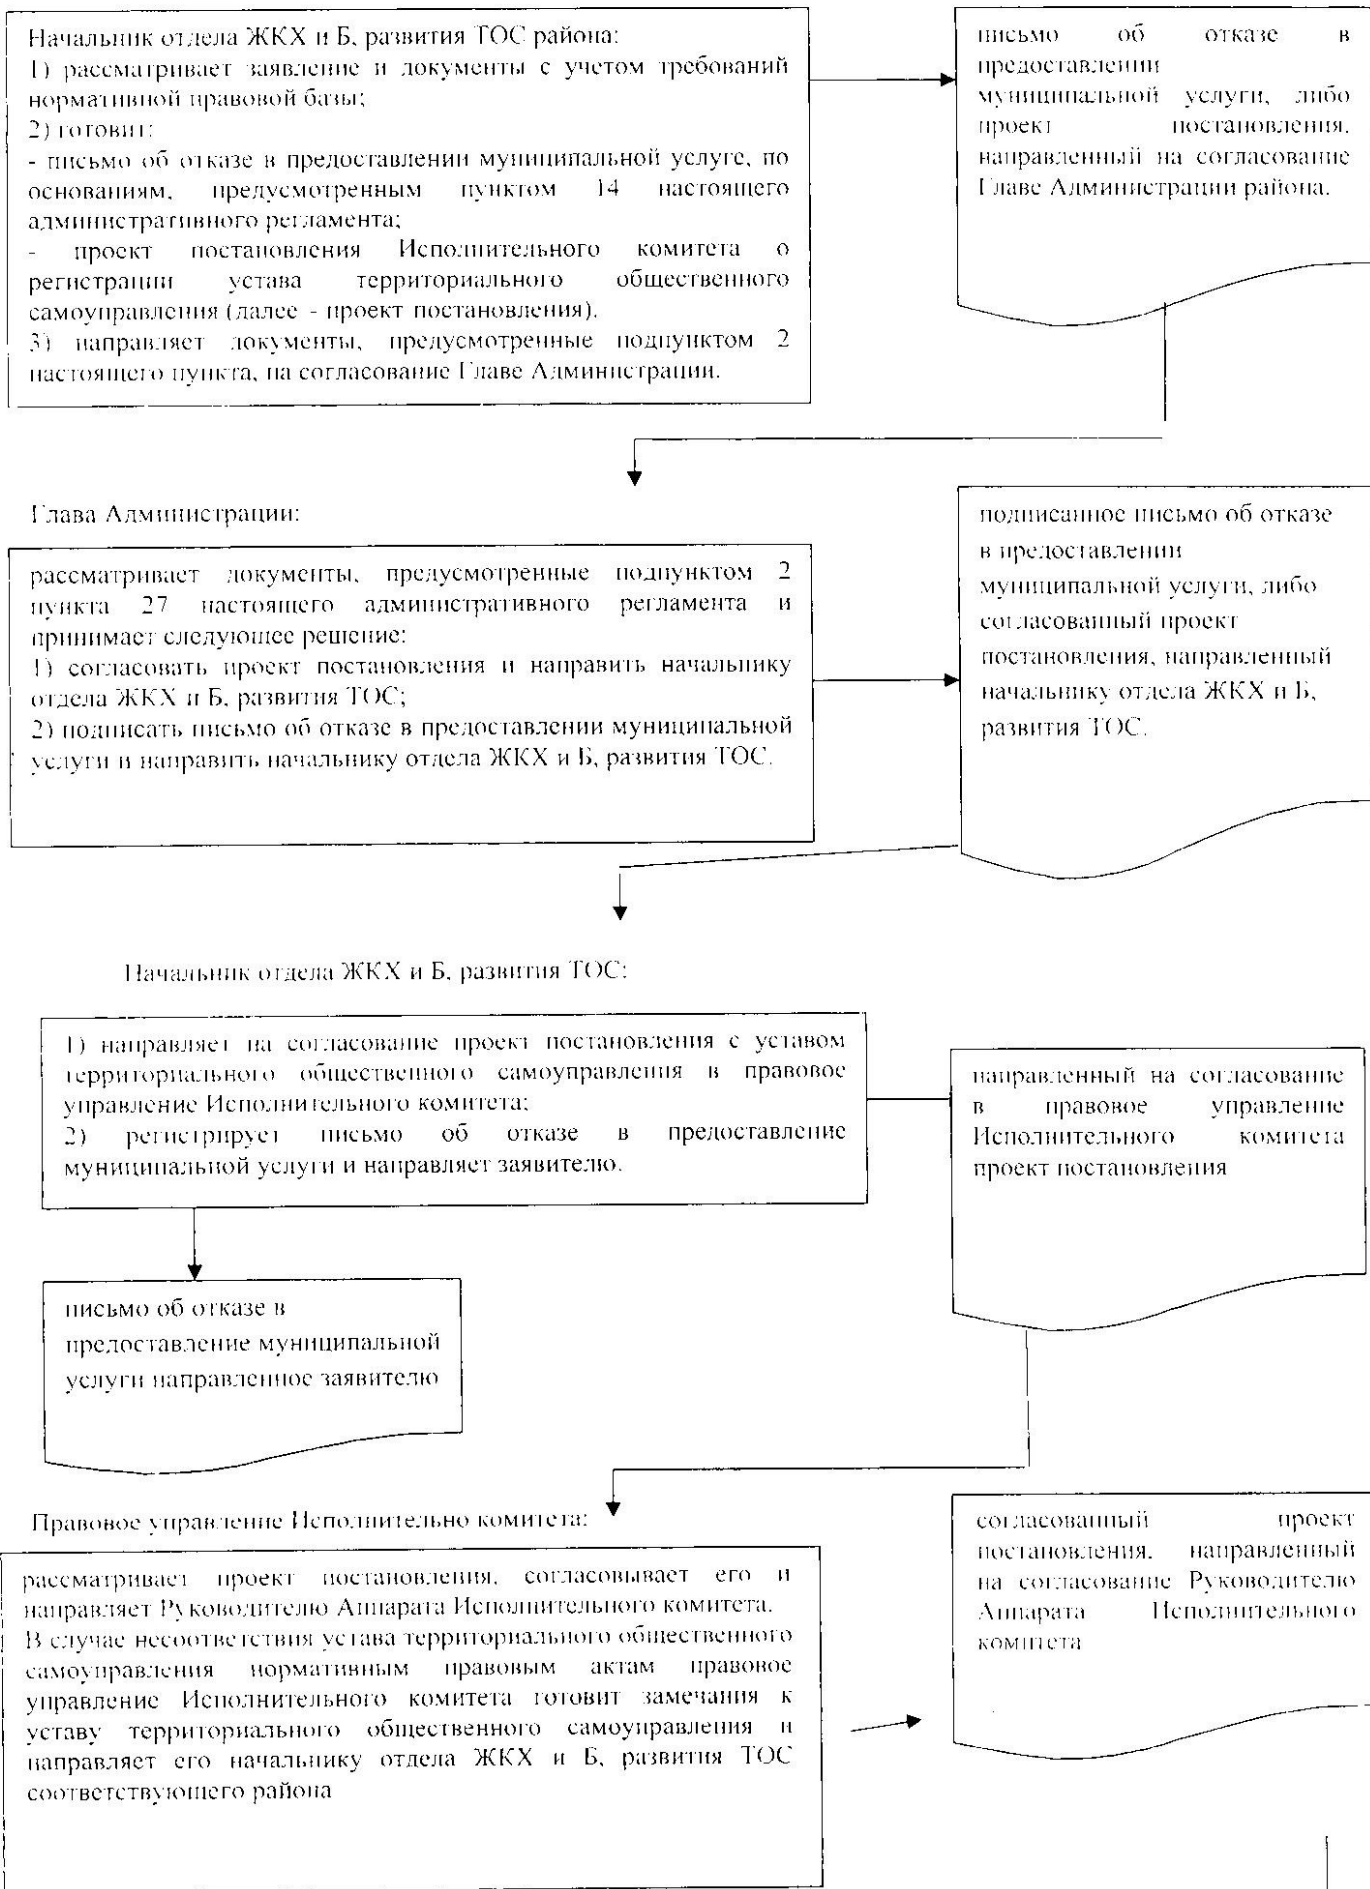 Начальник отдела ЖКХ и Б, развития ТОС района:
1) рассматривает заявление и документы с учетом требований
нормативной правовой базы;
2) готовит:
- письмо об отказе в предоставлении муниципальной услуге, по
основаниям, предусмотренным пунктом 14 настоящего
административного регламента;
- проект постановления Исполнительного комитета о
регистрации устава территориального общественного
самоуправления (далее - проект постановления).
3) направляет документы, предусмотренные подпунктом 2
настоящего пункта, на согласование Главе Администрации.
письмо об отказе в
предоставлении
муниципальной услуги, либо
проект постановления,
направленный на согласование
Главе Администрации района.
Глава Администрации:
рассматривает документы, предусмотренные подпунктом 2
пункта 27 настоящего административного регламента и
принимает следующее решение:
1) согласовать проект постановления и направить начальнику
отдела ЖКХ и Б, развития ТОС;
2) подписать письмо об отказе в предоставлении муниципальной
услуги и направить начальнику отдела ЖКХ и Б, развития ТОС.
подписанное письмо об отказе
в предоставлении
муниципальной услуги, либо
согласованный проект
постановления, направленный
начальнику отдела ЖКХ и Б,
развития ТОС.
Начальник отдела ЖКХ и Б, развития ТОС:
1) направляет на согласование проект постановления с уставом
территориального общественного самоуправления в правовое
управление Исполнительного комитета;
2) регистрирует письмо об отказе в предоставление
муниципальной услуги и направляет заявителю.
направленный на согласование
в правовое управление
Исполнительного комитета
проект постановления
письмо об отказе в
предоставление муниципальной
услуги направленное заявителю
Правовое управление Исполнительно комитета:
рассматривает проект постановления, согласовывает его и
направляет Руководителю Аппарата Исполнительного комитета.
В случае несоответствия устава территориального общественного
самоуправления нормативным правовым актам правовое
управление Исполнительного комитета готовит замечания к
уставу территориального общественного самоуправления и
направляет его начальнику отдела ЖКХ и Б, развития ТОС
соответствующего района
согласованный проект
постановления, направленный
на согласование Руководителю
Аппарата Исполнительного
комитета